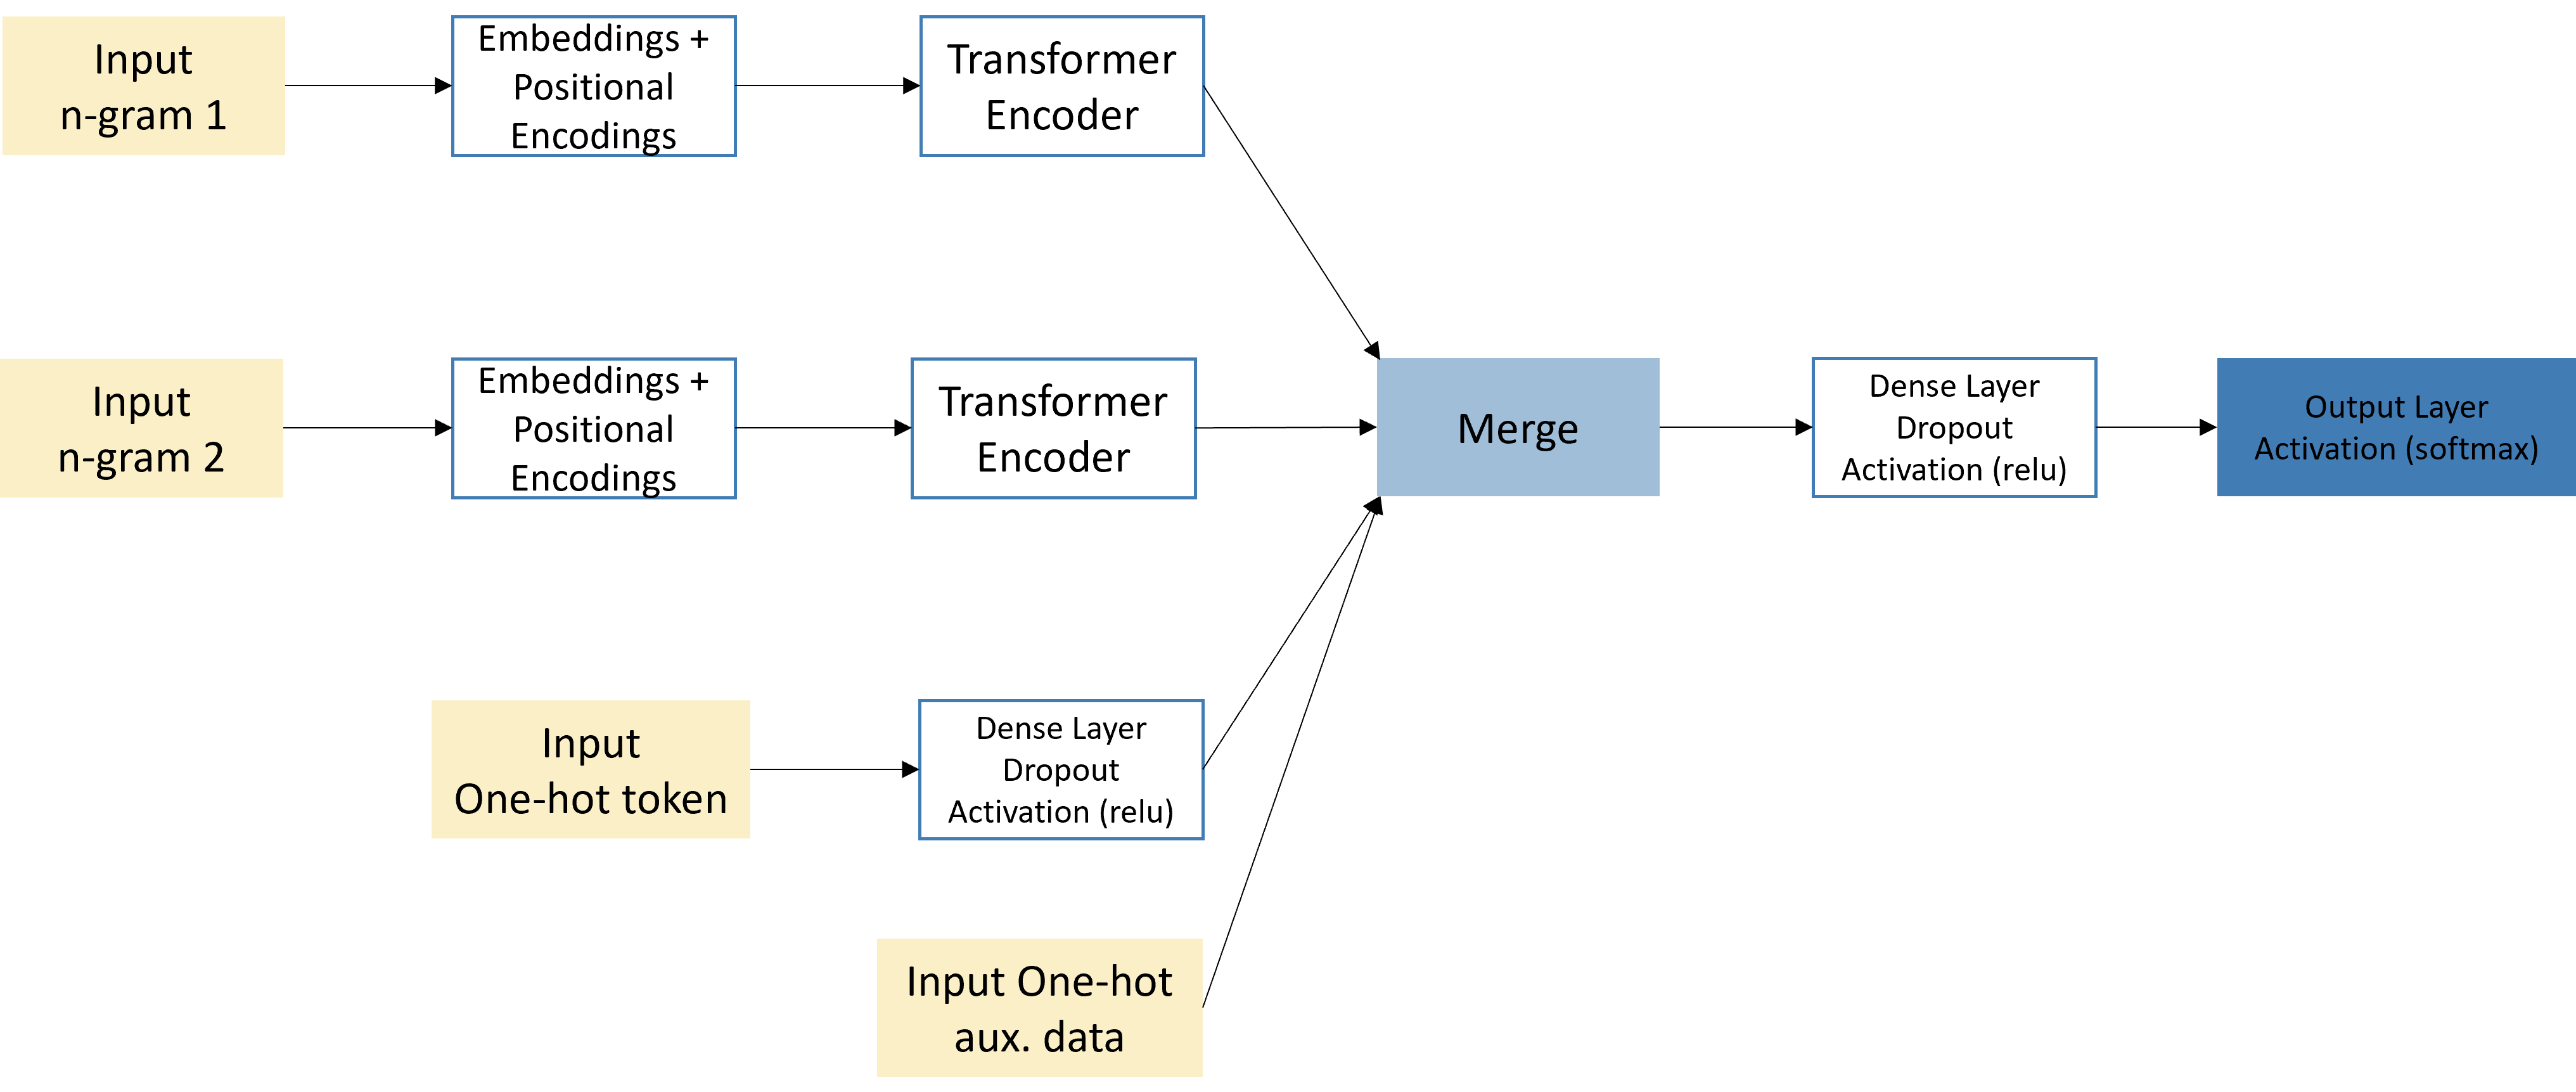 Input
n-gram 1
Embeddings +
Positional
Encodings
Transformer
Encoder
Input
n-gram 2
Embeddings +
Positional
Encodings
Transformer
Encoder
Merge
Dense Layer
Dropout
Activation (relu)
Output Layer
Activation (softmax)
Input
One-hot token
Dense Layer
Dropout
Activation (relu)
Input One-hot
aux. data